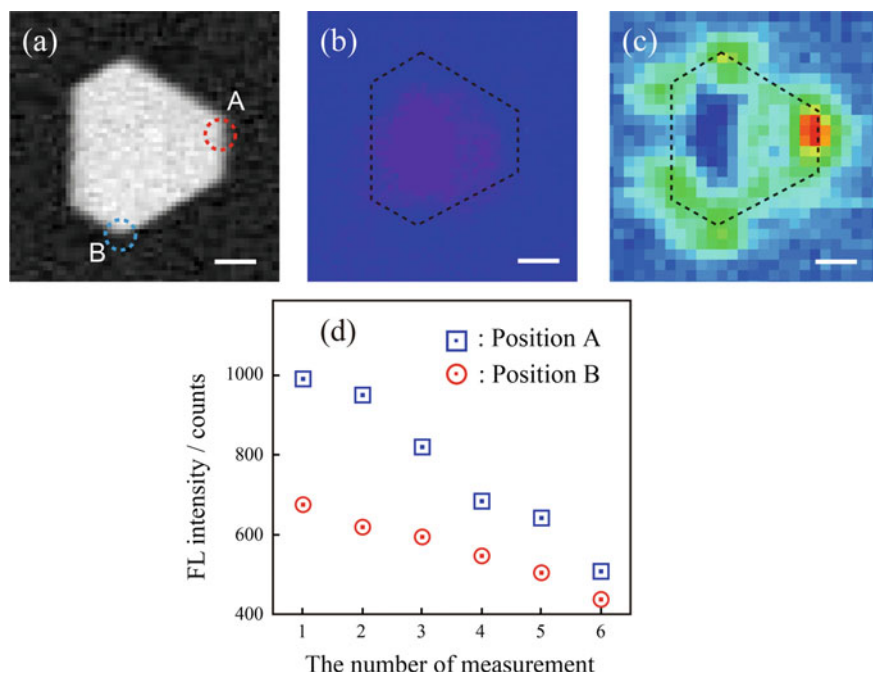 (a)
A
B
(b)
(c)
(d)
: Position A
: Position B
1000
800
600
400
FL intensity / counts
1 2 3 4 5 6
The number of measurement